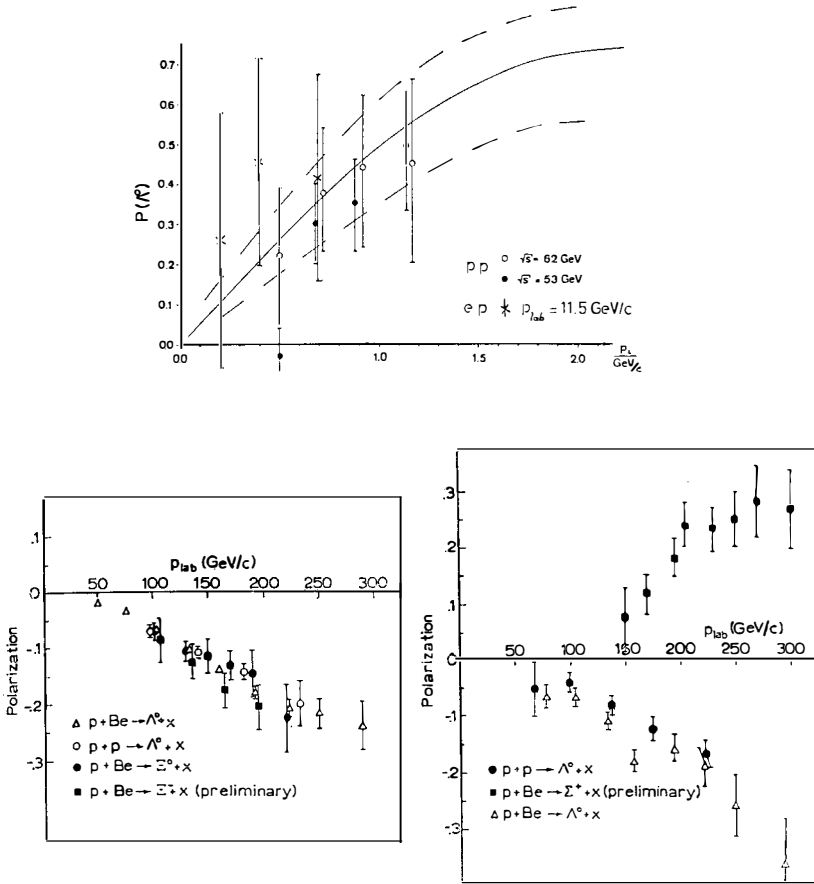 P(Λ°)
0.7
0.6
0.5
0.4
0.3
0.2
0.1
0.0
0.0
1.0
1.5
2.0
GeV/c
pp ○ √s = 62 GeV
● √s = 53 GeV
ep p_lab = 11.5 GeV/c
Polarization
.1
0
-.1
-.2
-.3
p_lab (GeV/c)
50 100 150 200 250 300
△ p+Be → Λ°+x
○ p+p → Λ°+x
● p+Be → Ξ°+x
■ p+Be → Ξ⁻+x (preliminary)
Polarization
.3
.2
0
-.1
-.2
-.3
p_lab (GeV/c)
50 100 150 200 250 300
● p+p → Λ°+x
■ p+Be → Σ⁺+x (preliminary)
△ p+Be → Λ°+x